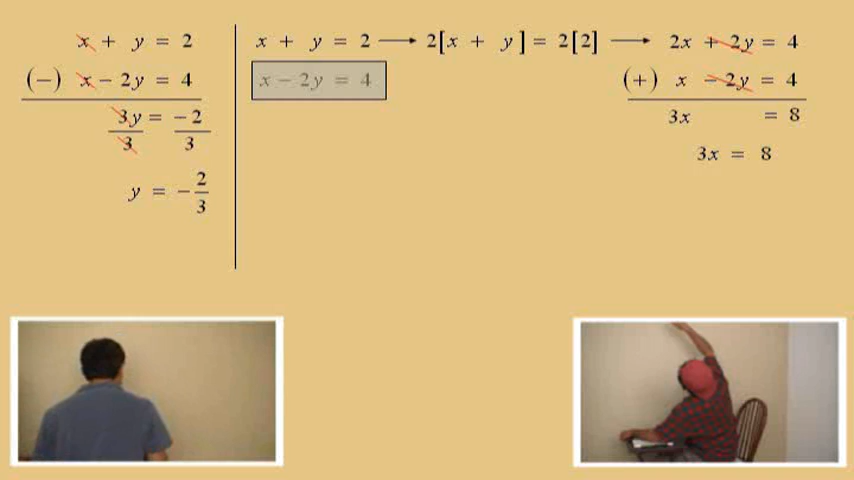 x + y = 2
(−) x − 2y = 4
3y = −2
3 3
y = − 2/3
x + y = 2 → 2[x + y] = 2[2] → 2x + 2y = 4
x − 2y = 4
(+) x − 2y = 4
3x = 8
3x = 8